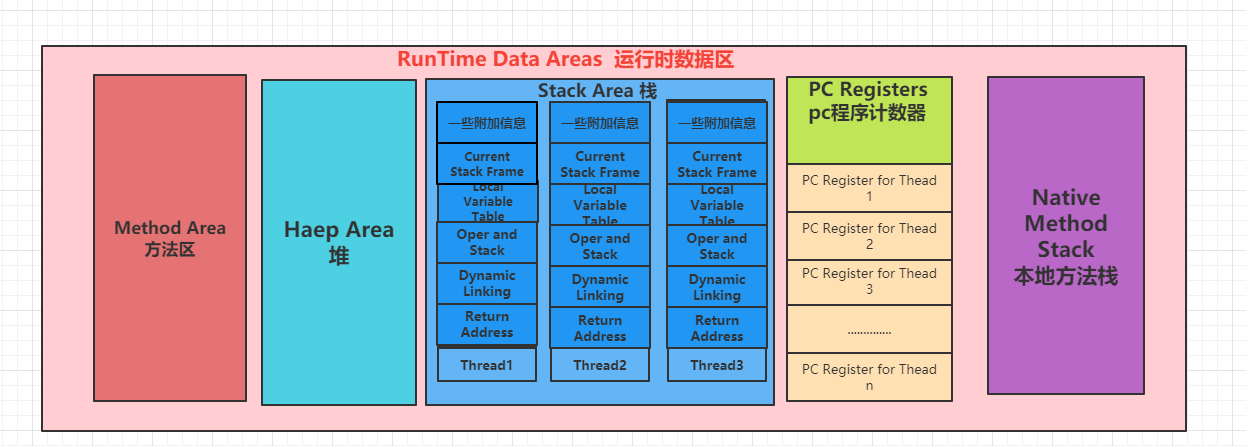 RunTime Data Areas 运行时数据区
Method Area
方法区
Haep Area
堆
Stack Area 栈
一些附加信息
Current
Stack Frame
Local
Variable
Table
Oper and
Stack
Dynamic
Linking
Return
Address
Thread1
一些附加信息
Current
Stack Frame
Local
Variable
Table
Oper and
Stack
Dynamic
Linking
Return
Address
Thread2
一些附加信息
Current
Stack Frame
Local
Variable
Table
Oper and
Stack
Dynamic
Linking
Return
Address
Thread3
PC Registers
pc程序计数器
PC Register for Thead
1
PC Register for Thead
2
PC Register for Thead
3
..............
PC Register for Thead
n
Native
Method
Stack
本地方法栈